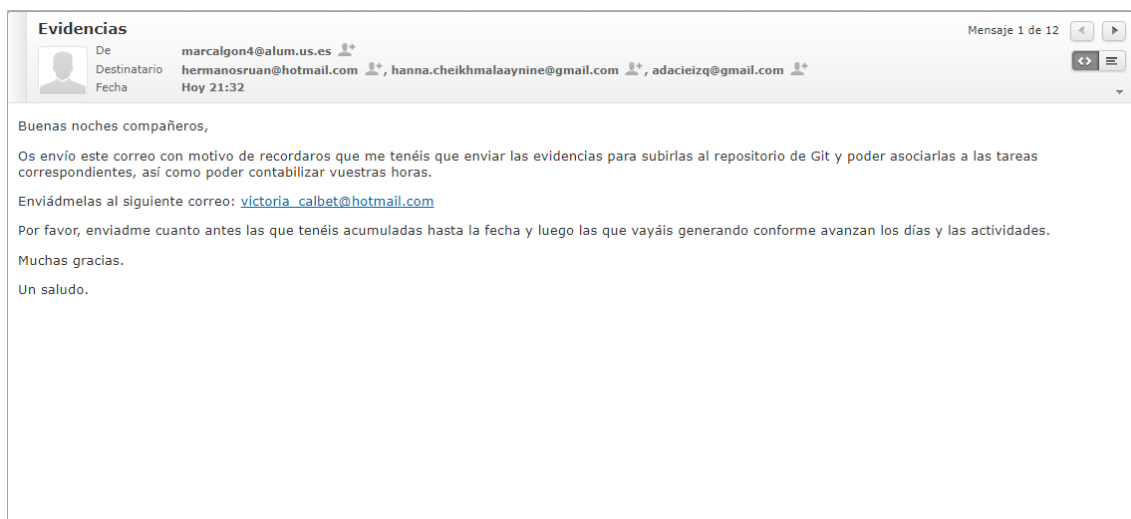 Evidencias
Mensaje 1 de 12
De marcalgon4@alum.us.es
Destinatario hermanosruan@hotmail.com , hanna.cheikhmalaaynine@gmail.com , adacieizq@gmail.com
Fecha Hoy 21:32
Buenas noches compañeros,
Os envío este correo con motivo de recordaros que me tenéis que enviar las evidencias para subirlas al repositorio de Git y poder asociarlas a las tareas
correspondientes, así como poder contabilizar vuestras horas.
Enviádmelas al siguiente correo: victoria_calbet@hotmail.com
Por favor, enviadme cuanto antes las que tenéis acumuladas hasta la fecha y luego las que vayáis generando conforme avanzan los días y las actividades.
Muchas gracias.
Un saludo.